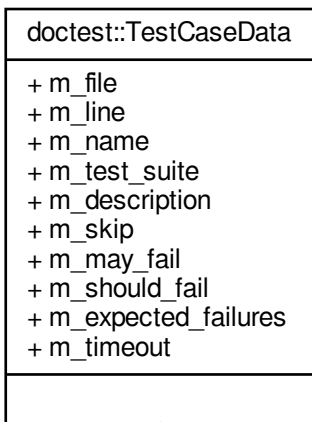 doctest::TestCaseData
+ m_file
+ m_line
+ m_name
+ m_test_suite
+ m_description
+ m_skip
+ m_may_fail
+ m_should_fail
+ m_expected_failures
+ m_timeout